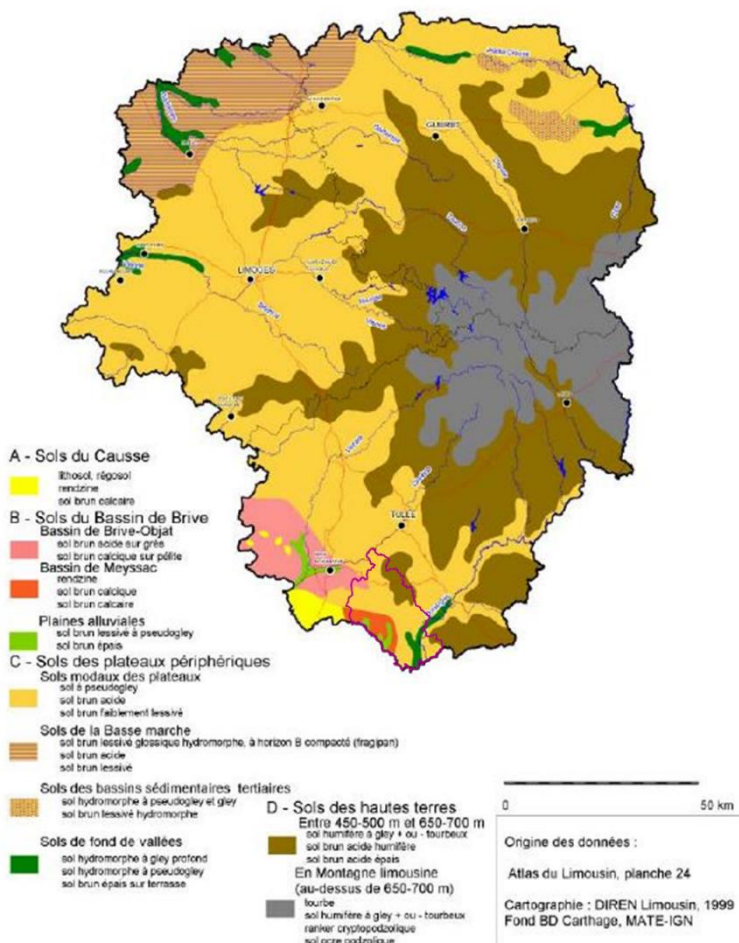 GUERET
LIMOGES
TULLE
A - Sols du Causse
lithosol, régosol
rendzine
sol brun calcaire
B - Sols du Bassin de Brive
Bassin de Brive-Objat
sol brun acide sur grès
sol brun calcique sur pélite
Bassin de Meyssac
rendzine
sol brun calcique
sol brun calcaire
Plaines alluviales
sol brun lessivé à pseudogley
sol brun épais
C - Sols des plateaux périphériques
Sols modaux des plateaux
sol à pseudogley
sol brun acide
sol brun faiblement lessivé
Sols de la Basse marche
sol brun lessivé glossique hydromorphe, à horizon B compacté (fragipan)
sol brun acide
sol brun lessivé
Sols des bassins sédimentaires tertiaires
sol hydromorphe à pseudogley et gley
sol brun lessivé hydromorphe
Sols de fond de vallées
sol hydromorphe à gley profond
sol hydromorphe à pseudogley
sol brun épais sur terrasse
D - Sols des hautes terres
Entre 450-500 m et 650-700 m
sol humifère à gley + ou - tourbeux
sol brun acide humifère
sol brun acide épais
En Montagne limousine
(au-dessus de 650-700 m)
tourbe
sol humifère à gley + ou - tourbeux
ranker cryptopodzolique
sol ocre podzolique
0 50 km
Origine des données :
Atlas du Limousin, planche 24
Cartographie : DIREN Limousin, 1999
Fond BD Carthage, MATE-IGN